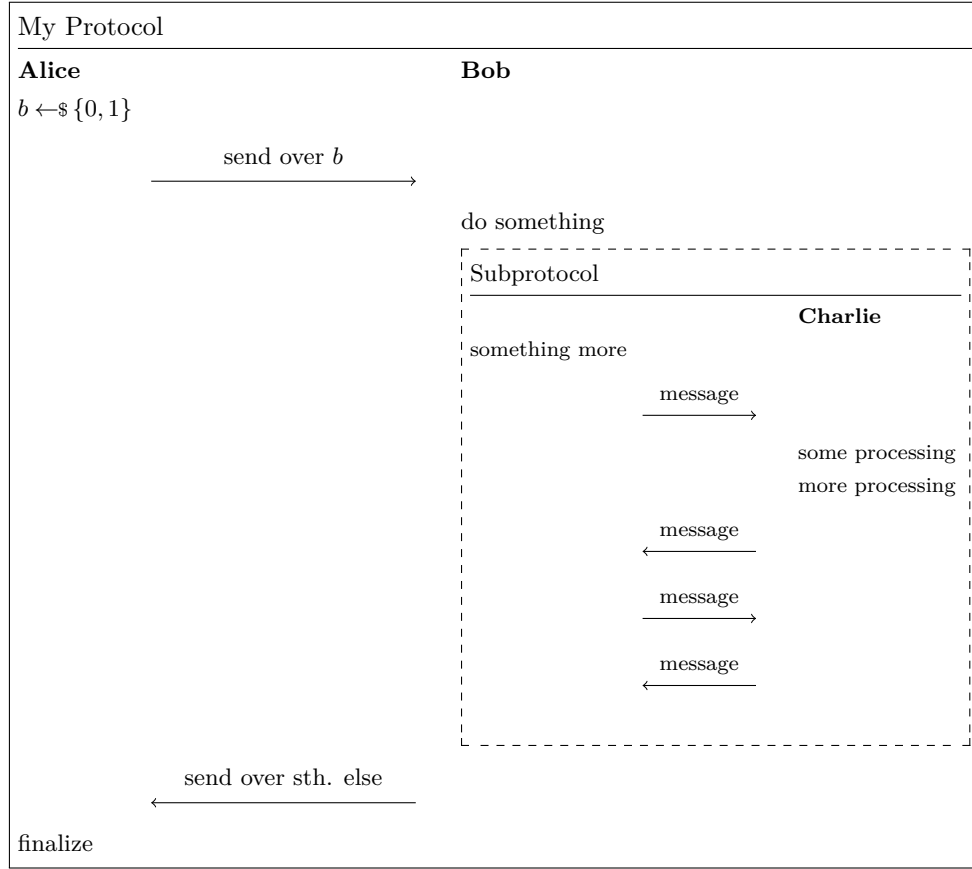 My Protocol
Alice Bob
b ←$ {0, 1}
send over b
do something
Subprotocol
Charlie
something more
message
some processing
more processing
message
message
message
send over sth. else
finalize